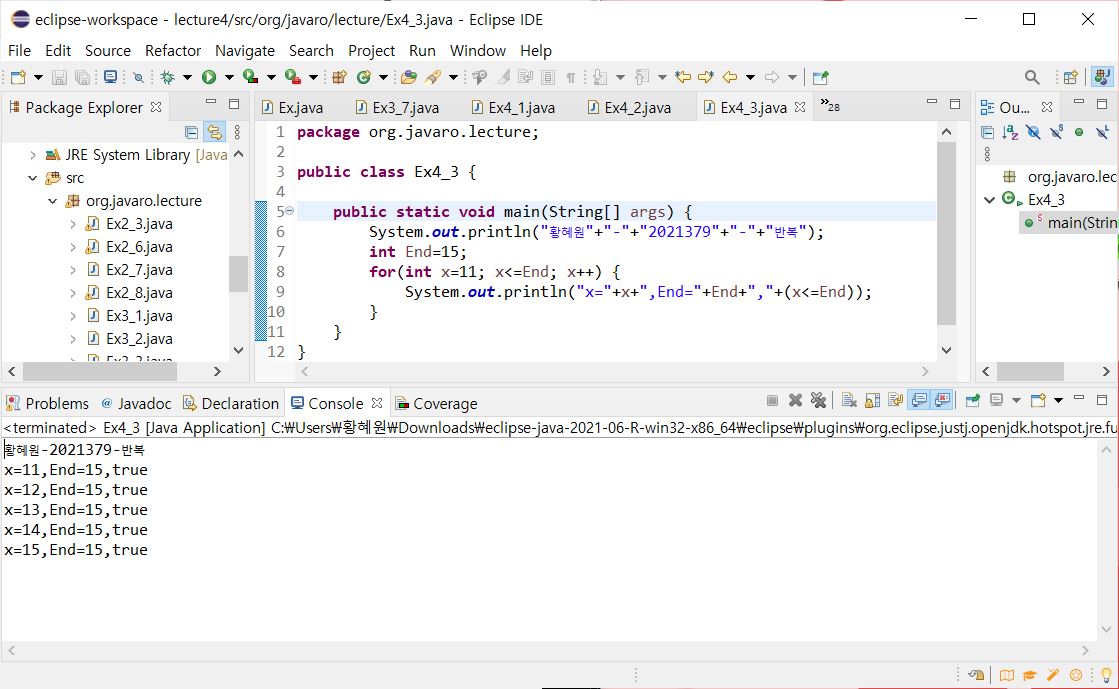 eclipse-workspace - lecture4/src/org/javaro/lecture/Ex4_3.java - Eclipse IDE
File Edit Source Refactor Navigate Search Project Run Window Help
Package Explorer
JRE System Library [Java
src
org.javaro.lecture
Ex2_3.java
Ex2_6.java
Ex2_7.java
Ex2_8.java
Ex3_1.java
Ex3_2.java
Ex.java Ex3_7.java Ex4_1.java Ex4_2.java Ex4_3.java »28
1 package org.javaro.lecture;
2
3 public class Ex4_3 {
4
5 public static void main(String[] args) {
6 System.out.println("황혜원"+"-"+"2021379"+"-"+"반복");
7 int End=15;
8 for(int x=11; x<=End; x++) {
9 System.out.println("x="+x+",End="+End+","+(x<=End));
10 }
11 }
12 }
Ou...
org.javaro.lec
Ex4_3
main(Strin
Problems @ Javadoc Declaration Console Coverage
<terminated> Ex4_3 [Java Application] C:₩Users₩황혜원₩Downloads₩eclipse-java-2021-06-R-win32-x86_64₩eclipse₩plugins₩org.eclipse.justj.openjdk.hotspot.jre.fu
황혜원-2021379-반복
x=11,End=15,true
x=12,End=15,true
x=13,End=15,true
x=14,End=15,true
x=15,End=15,true